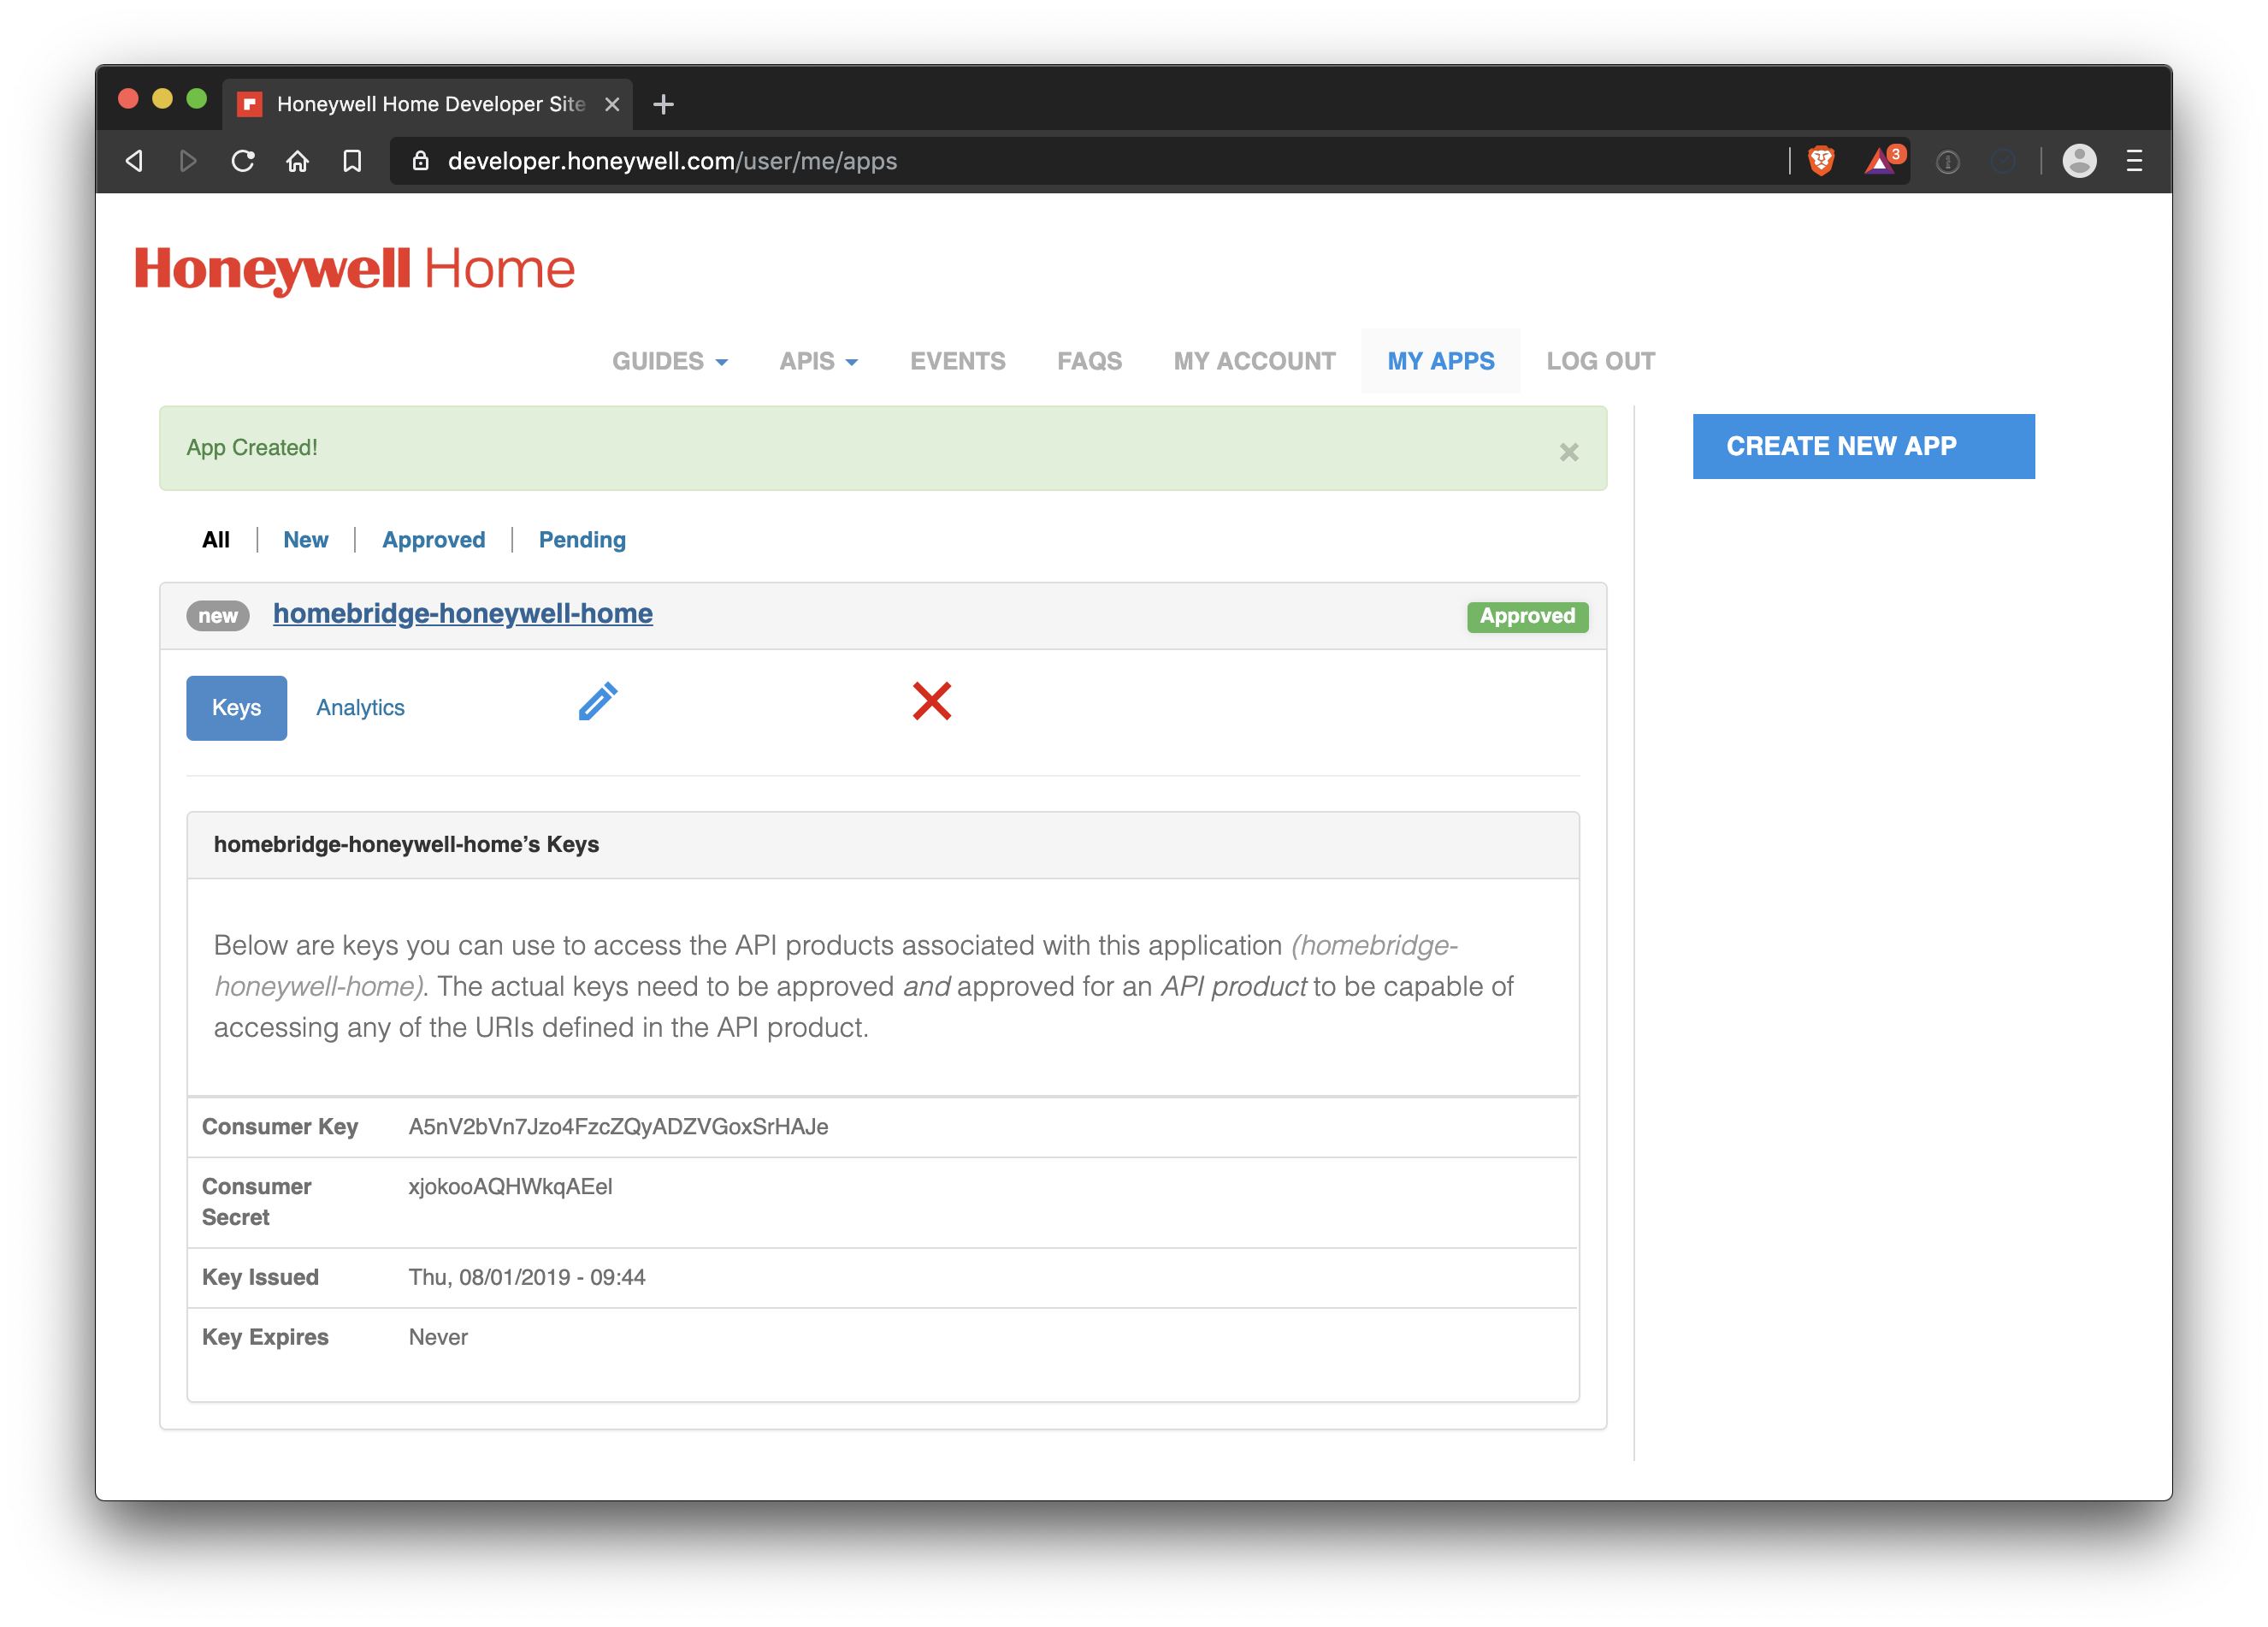 Honeywell Home Developer Site
developer.honeywell.com/user/me/apps
3
Honeywell Home
GUIDES APIS EVENTS FAQS MY ACCOUNT MY APPS LOG OUT
App Created!
CREATE NEW APP
All New Approved Pending
new homebridge-honeywell-home Approved
Keys Analytics
homebridge-honeywell-home’s Keys
Below are keys you can use to access the API products associated with this application (homebridge-
honeywell-home). The actual keys need to be approved and approved for an API product to be capable of
accessing any of the URIs defined in the API product.
Consumer Key A5nV2bVn7Jzo4FzcZQyADZVGoxSrHAJe
Consumer Secret xjokooAQHWkqAEel
Key Issued Thu, 08/01/2019 - 09:44
Key Expires Never